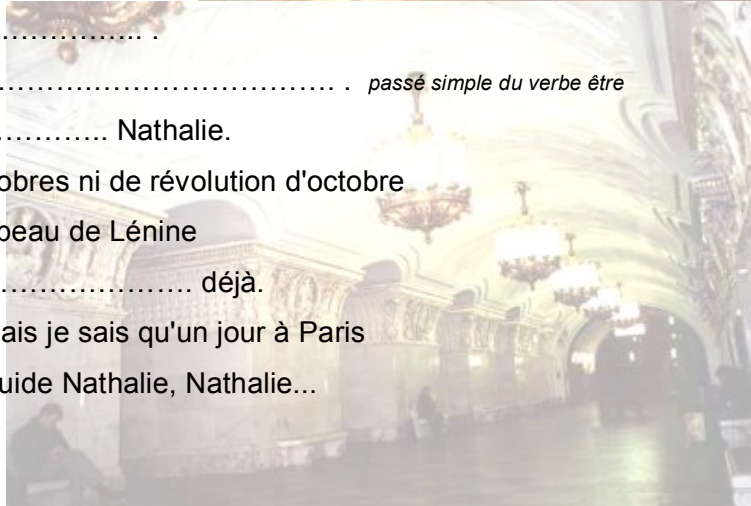 …………….. .
……….…………………………. . passé simple du verbe être
………….. Nathalie.
obres ni de révolution d'octobre
beau de Lénine
…………………. déjà.
ais je sais qu'un jour à Paris
uide Nathalie, Nathalie...